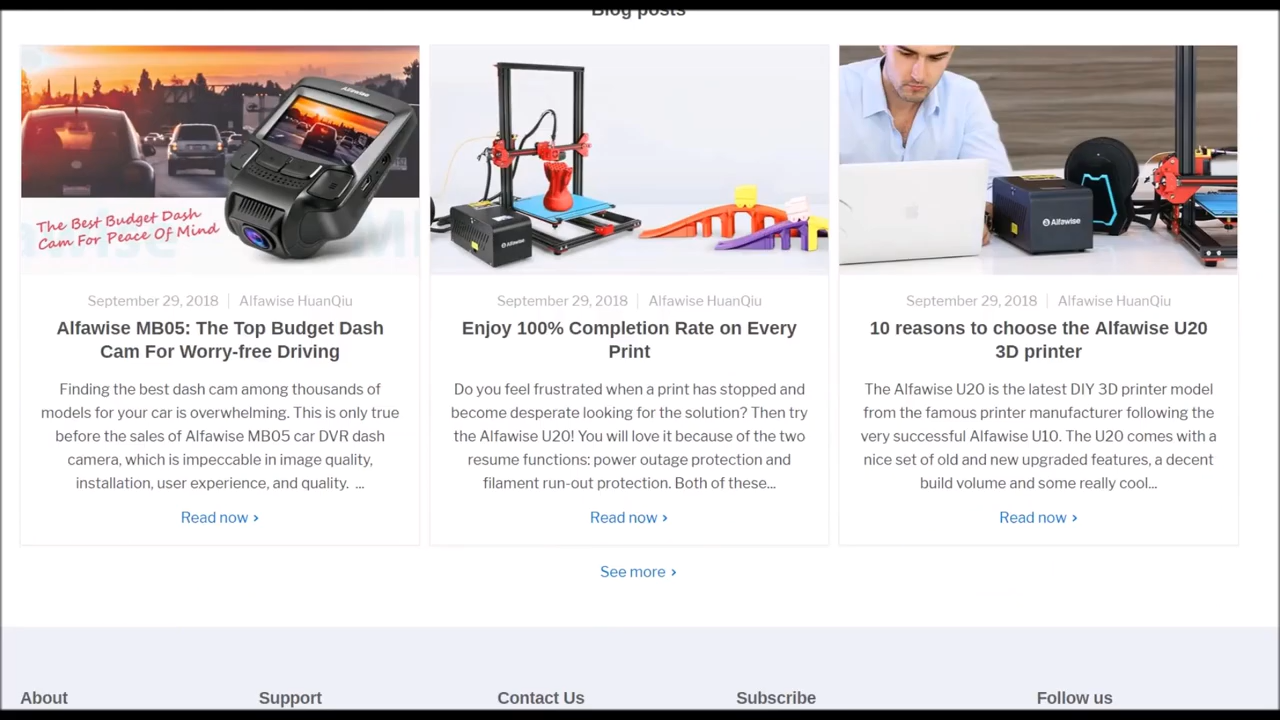 Blog posts
Alfawise
The Best Budget Dash
Cam For Peace Of Mind
Alfawise
Alfawise
September 29, 2018 | Alfawise HuanQiu
Alfawise MB05: The Top Budget Dash
Cam For Worry-free Driving
Finding the best dash cam among thousands of
models for your car is overwhelming. This is only true
before the sales of Alfawise MB05 car DVR dash
camera, which is impeccable in image quality,
installation, user experience, and quality. ...
Read now ›
September 29, 2018 | Alfawise HuanQiu
Enjoy 100% Completion Rate on Every
Print
Do you feel frustrated when a print has stopped and
become desperate looking for the solution? Then try
the Alfawise U20! You will love it because of the two
resume functions: power outage protection and
filament run-out protection. Both of these...
Read now ›
September 29, 2018 | Alfawise HuanQiu
10 reasons to choose the Alfawise U20
3D printer
The Alfawise U20 is the latest DIY 3D printer model
from the famous printer manufacturer following the
very successful Alfawise U10. The U20 comes with a
nice set of old and new upgraded features, a decent
build volume and some really cool...
Read now ›
See more ›
About
Support
Contact Us
Subscribe
Follow us